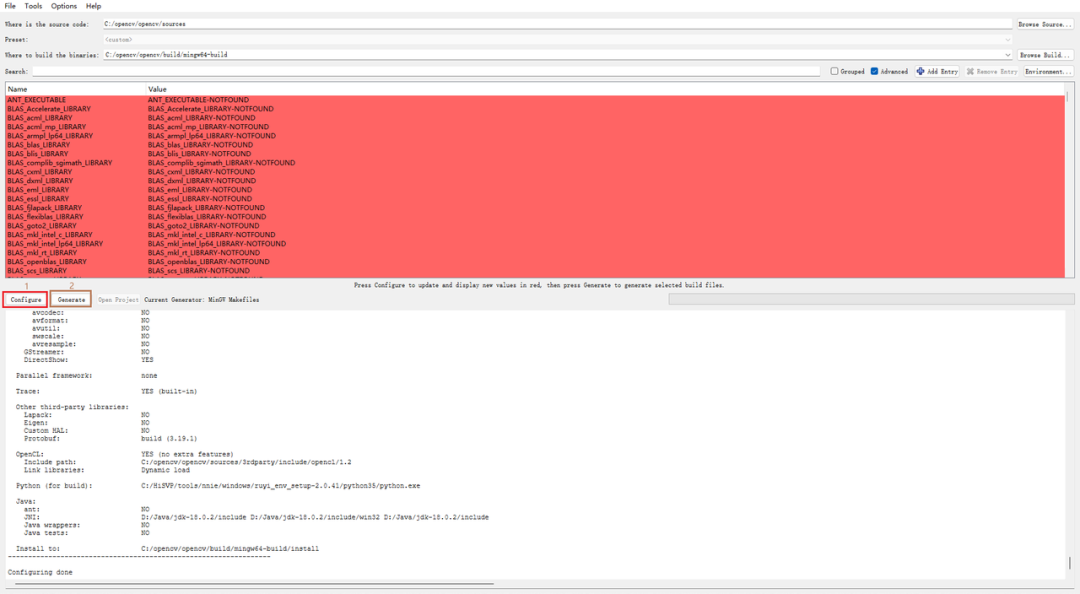 File Tools Options Help
Where is the source code: C:/opencv/opencv/sources Browse Source...
Preset: <custom>
Where to build the binaries: C:/opencv/opencv/build/mingw64-build Browse Build...
Search: Grouped Advanced Add Entry Remove Entry Environment...
Name Value
ANT_EXECUTABLE ANT_EXECUTABLE-NOTFOUND
BLAS_Accelerate_LIBRARY BLAS_Accelerate_LIBRARY-NOTFOUND
BLAS_acml_LIBRARY BLAS_acml_LIBRARY-NOTFOUND
BLAS_acml_mp_LIBRARY BLAS_acml_mp_LIBRARY-NOTFOUND
BLAS_armpl_lp64_LIBRARY BLAS_armpl_lp64_LIBRARY-NOTFOUND
BLAS_blas_LIBRARY BLAS_blas_LIBRARY-NOTFOUND
BLAS_blis_LIBRARY BLAS_blis_LIBRARY-NOTFOUND
BLAS_complib_sgimath_LIBRARY BLAS_complib_sgimath_LIBRARY-NOTFOUND
BLAS_cxml_LIBRARY BLAS_cxml_LIBRARY-NOTFOUND
BLAS_dxml_LIBRARY BLAS_dxml_LIBRARY-NOTFOUND
BLAS_eml_LIBRARY BLAS_eml_LIBRARY-NOTFOUND
BLAS_essl_LIBRARY BLAS_essl_LIBRARY-NOTFOUND
BLAS_fjlapack_LIBRARY BLAS_fjlapack_LIBRARY-NOTFOUND
BLAS_flexiblas_LIBRARY BLAS_flexiblas_LIBRARY-NOTFOUND
BLAS_goto2_LIBRARY BLAS_goto2_LIBRARY-NOTFOUND
BLAS_mkl_intel_c_LIBRARY BLAS_mkl_intel_c_LIBRARY-NOTFOUND
BLAS_mkl_intel_lp64_LIBRARY BLAS_mkl_intel_lp64_LIBRARY-NOTFOUND
BLAS_mkl_rt_LIBRARY BLAS_mkl_rt_LIBRARY-NOTFOUND
BLAS_openblas_LIBRARY BLAS_openblas_LIBRARY-NOTFOUND
BLAS_scs_LIBRARY BLAS_scs_LIBRARY-NOTFOUND
1 2 Press Configure to update and display new values in red, then press Generate to generate selected build files.
Configure Generate Open Project Current Generator: MinGW Makefiles
avcodec: NO
avformat: NO
avutil: NO
swscale: NO
avresample: NO
GStreamer: NO
DirectShow: YES
Parallel framework: none
Trace: YES (built-in)
Other third-party libraries:
Lapack: NO
Eigen: NO
Custom HAL: NO
Protobuf: build (3.19.1)
OpenCL: YES (no extra features)
Include path: C:/opencv/opencv/sources/3rdparty/include/opencl/1.2
Link libraries: Dynamic load
Python (for build): C:/HiSVP/tools/nnie/windows/ruyi_env_setup-2.0.41/python35/python.exe
Java:
ant: NO
JNI: D:/Java/jdk-18.0.2/include D:/Java/jdk-18.0.2/include/win32 D:/Java/jdk-18.0.2/include
Java wrappers: NO
Java tests: NO
Install to: C:/opencv/opencv/build/mingw64-build/install
-----------------------------------------------------------------
Configuring done